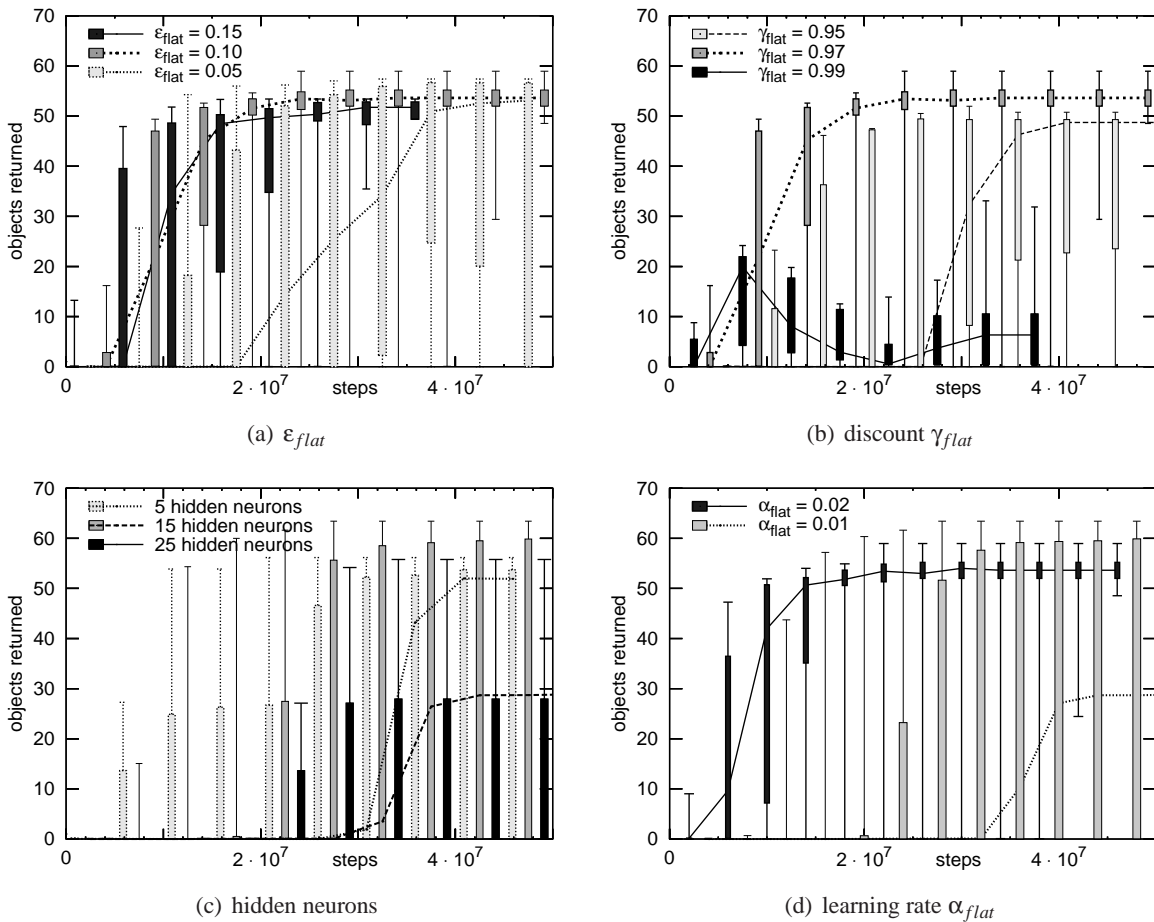 70
60
50
40
30
20
10
0
objects returned
ε_flat = 0.15
ε_flat = 0.10
ε_flat = 0.05
0
2 · 10^7
steps
4 · 10^7
(a) ε_flat
70
60
50
40
30
20
10
0
objects returned
γ_flat = 0.95
γ_flat = 0.97
γ_flat = 0.99
0
2 · 10^7
steps
4 · 10^7
(b) discount γ_flat
70
60
50
40
30
20
10
0
objects returned
5 hidden neurons
15 hidden neurons
25 hidden neurons
0
2 · 10^7
steps
4 · 10^7
(c) hidden neurons
70
60
50
40
30
20
10
0
objects returned
α_flat = 0.02
α_flat = 0.01
0
2 · 10^7
steps
4 · 10^7
(d) learning rate α_flat